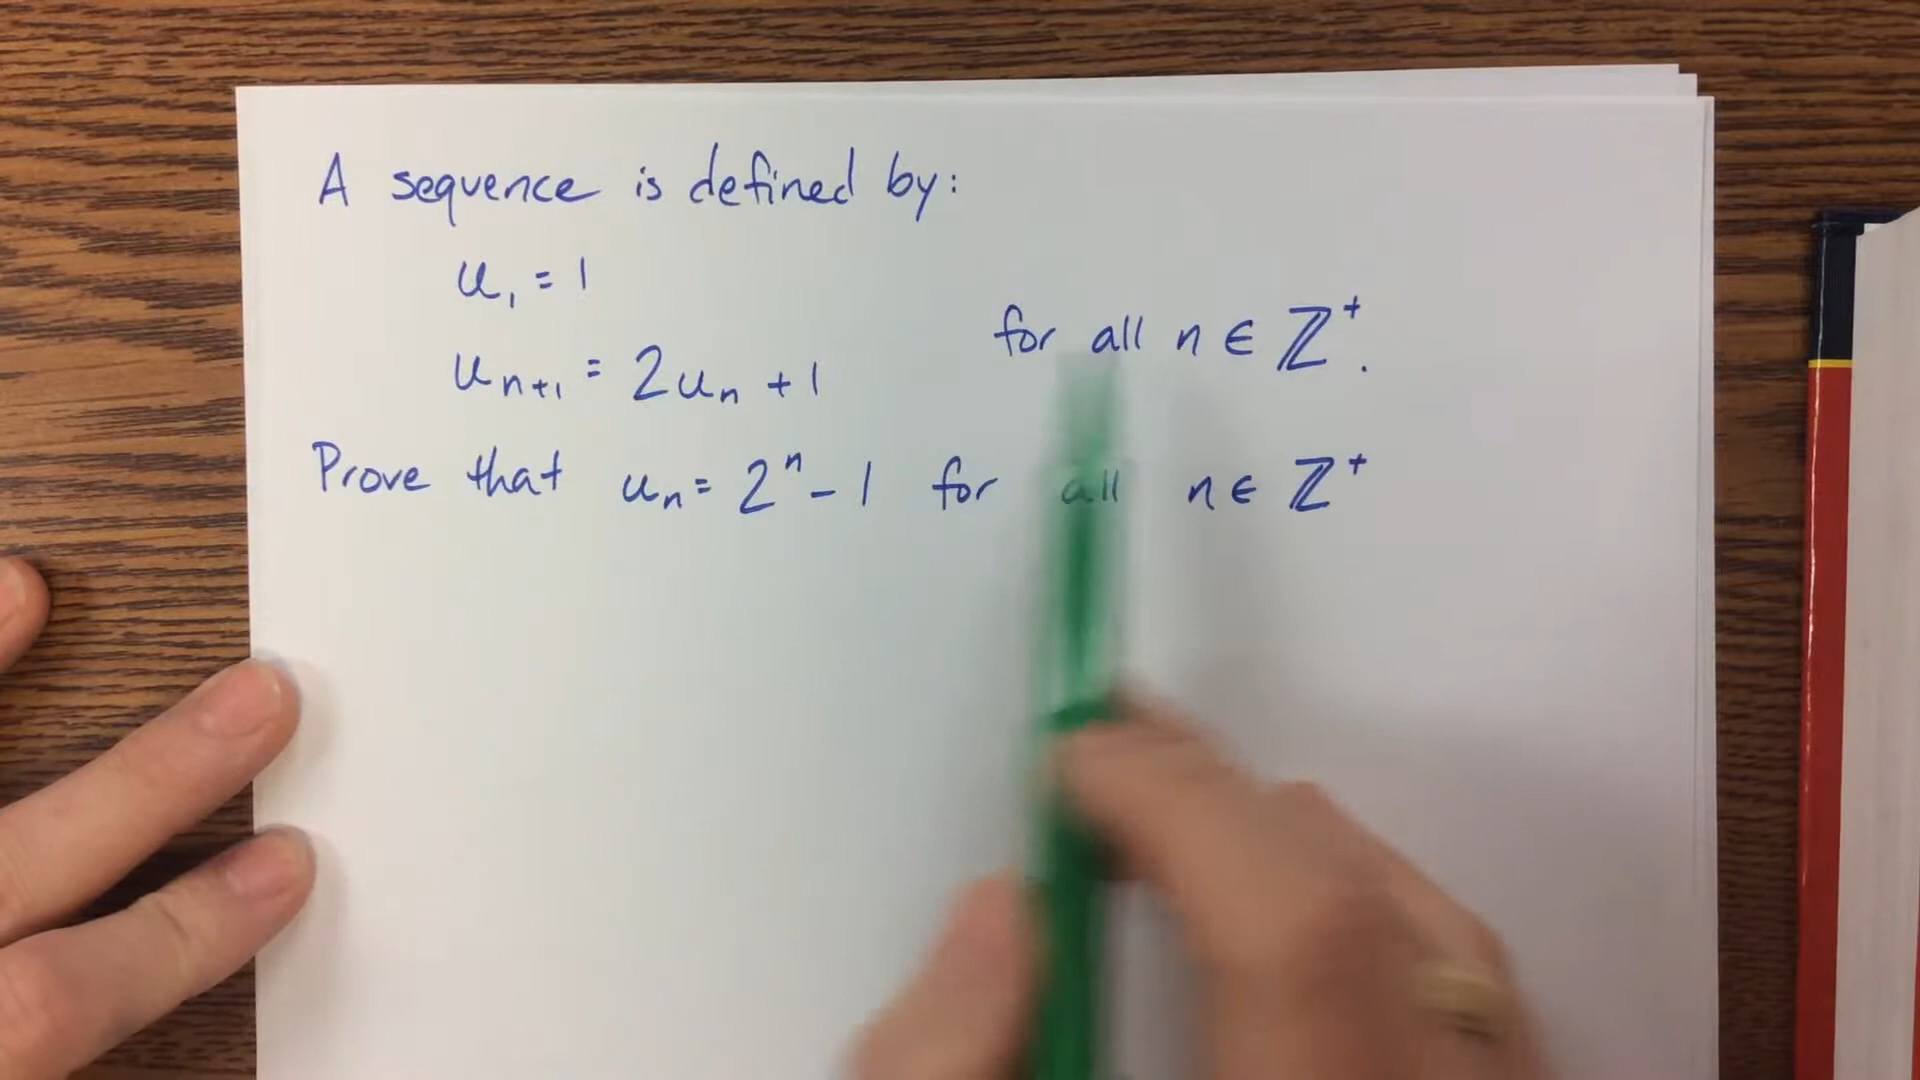 A sequence is defined by:
u₁ = 1
uₙ₊₁ = 2uₙ + 1 for all n ∈ ℤ⁺.
Prove that uₙ = 2ⁿ - 1 for all n ∈ ℤ⁺